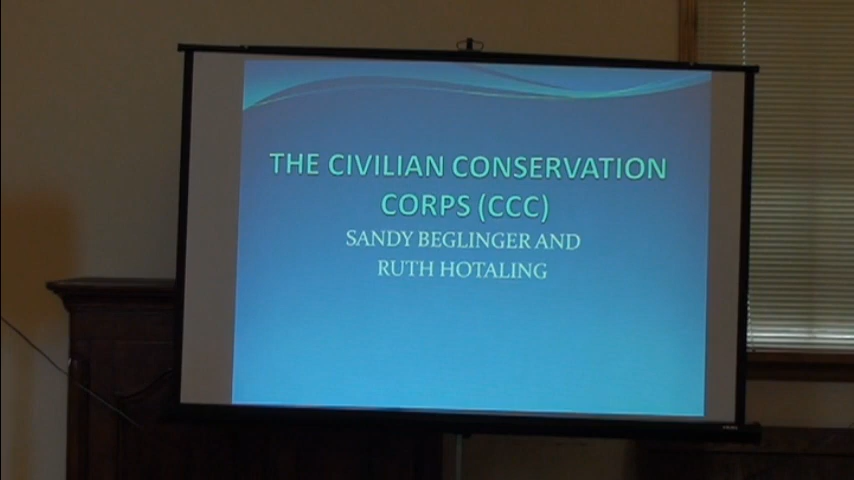 THE CIVILIAN CONSERVATION
CORPS (CCC)
SANDY BEGLINGER AND
RUTH HOTALING